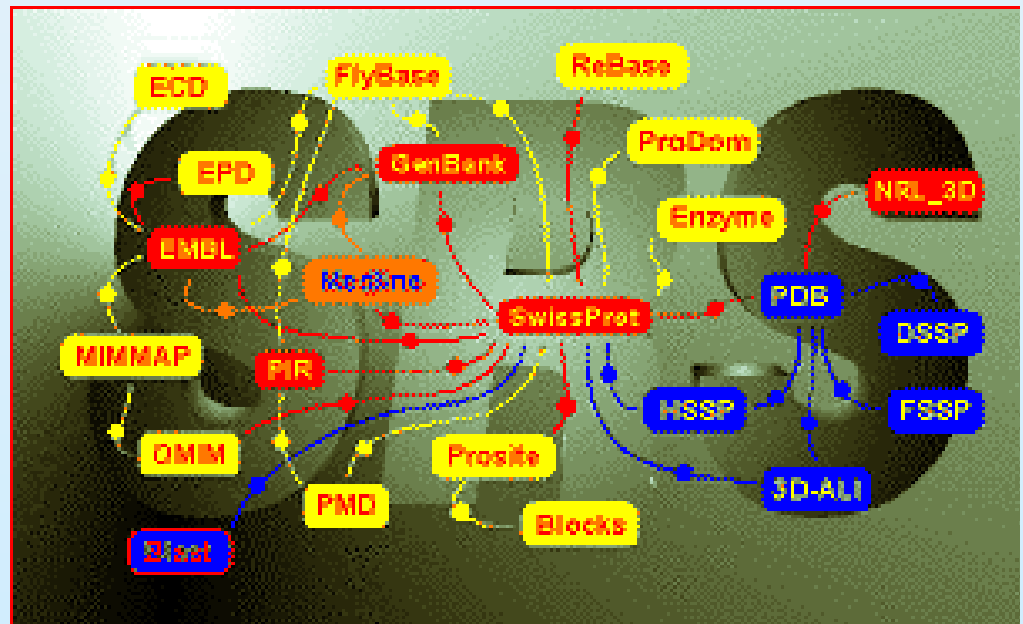 ECD
FlyBase
ReBase
ProDom
GenBank
EPD
NRL_3D
Enzyme
EMBL
Medline
PDB
SwissProt
DSSP
MIMMAP
PIR
HSSP
FSSP
OMIM
Prosite
3D-ALI
PMD
Blocks
Blast
SRS